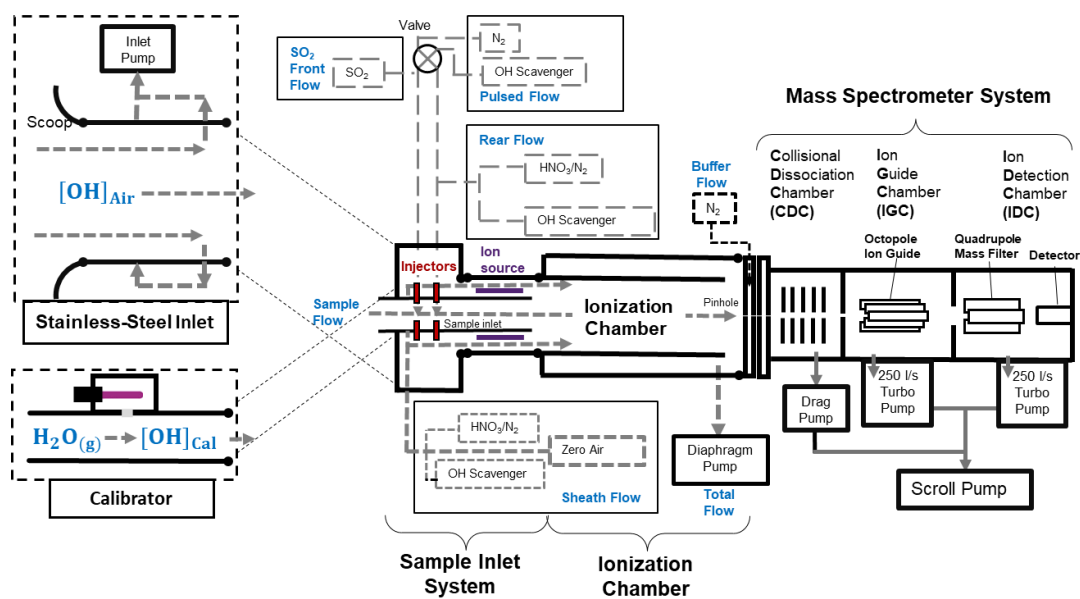 Inlet
Pump
Scoop
[OH]Air
Stainless-Steel Inlet
H2O(g)
[OH]Cal
Calibrator
Valve
SO2
Front
Flow
SO2
N2
OH Scavenger
Pulsed Flow
Rear Flow
HNO3/N2
OH Scavenger
Buffer
Flow
N2
Injectors
Ion
source
Sample
Flow
Sample inlet
Ionization
Chamber
Pinhole
HNO3/N2
OH Scavenger
Zero Air
Sheath Flow
Diaphragm
Pump
Total
Flow
Sample Inlet
System
Ionization
Chamber
Mass Spectrometer System
Collisional
Dissociation
Chamber
(CDC)
Ion
Guide
Chamber
(IGC)
Ion
Detection
Chamber
(IDC)
Octopole
Ion Guide
Quadrupole
Mass Filter
Detector
Drag
Pump
250 l/s
Turbo
Pump
250 l/s
Turbo
Pump
Scroll Pump